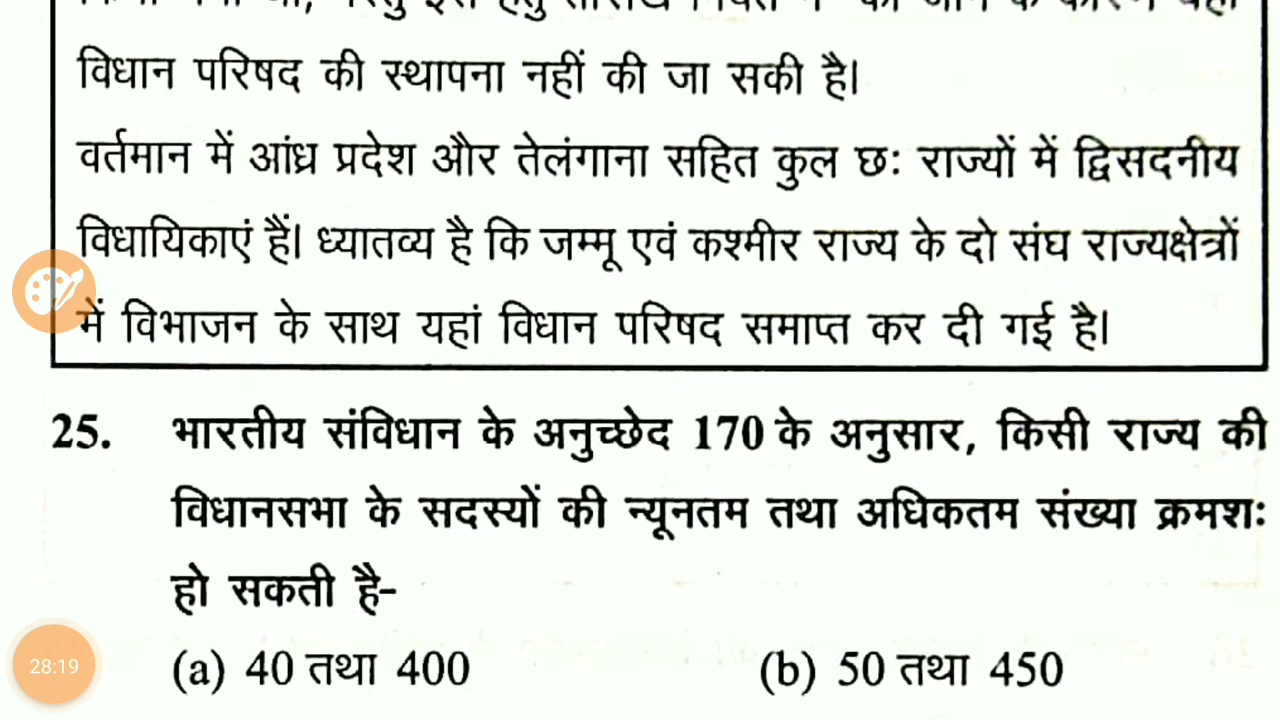 विधान परिषद की स्थापना नहीं की जा सकी है।
वर्तमान में आंध्र प्रदेश और तेलंगाना सहित कुल छः राज्यों में द्विसदनीय
विधायिकाएं हैं। ध्यातव्य है कि जम्मू एवं कश्मीर राज्य के दो संघ राज्यक्षेत्रों
में विभाजन के साथ यहां विधान परिषद समाप्त कर दी गई है।
25. भारतीय संविधान के अनुच्छेद 170 के अनुसार, किसी राज्य की
विधानसभा के सदस्यों की न्यूनतम तथा अधिकतम संख्या क्रमशः
हो सकती है-
(a) 40 तथा 400 (b) 50 तथा 450
28:19